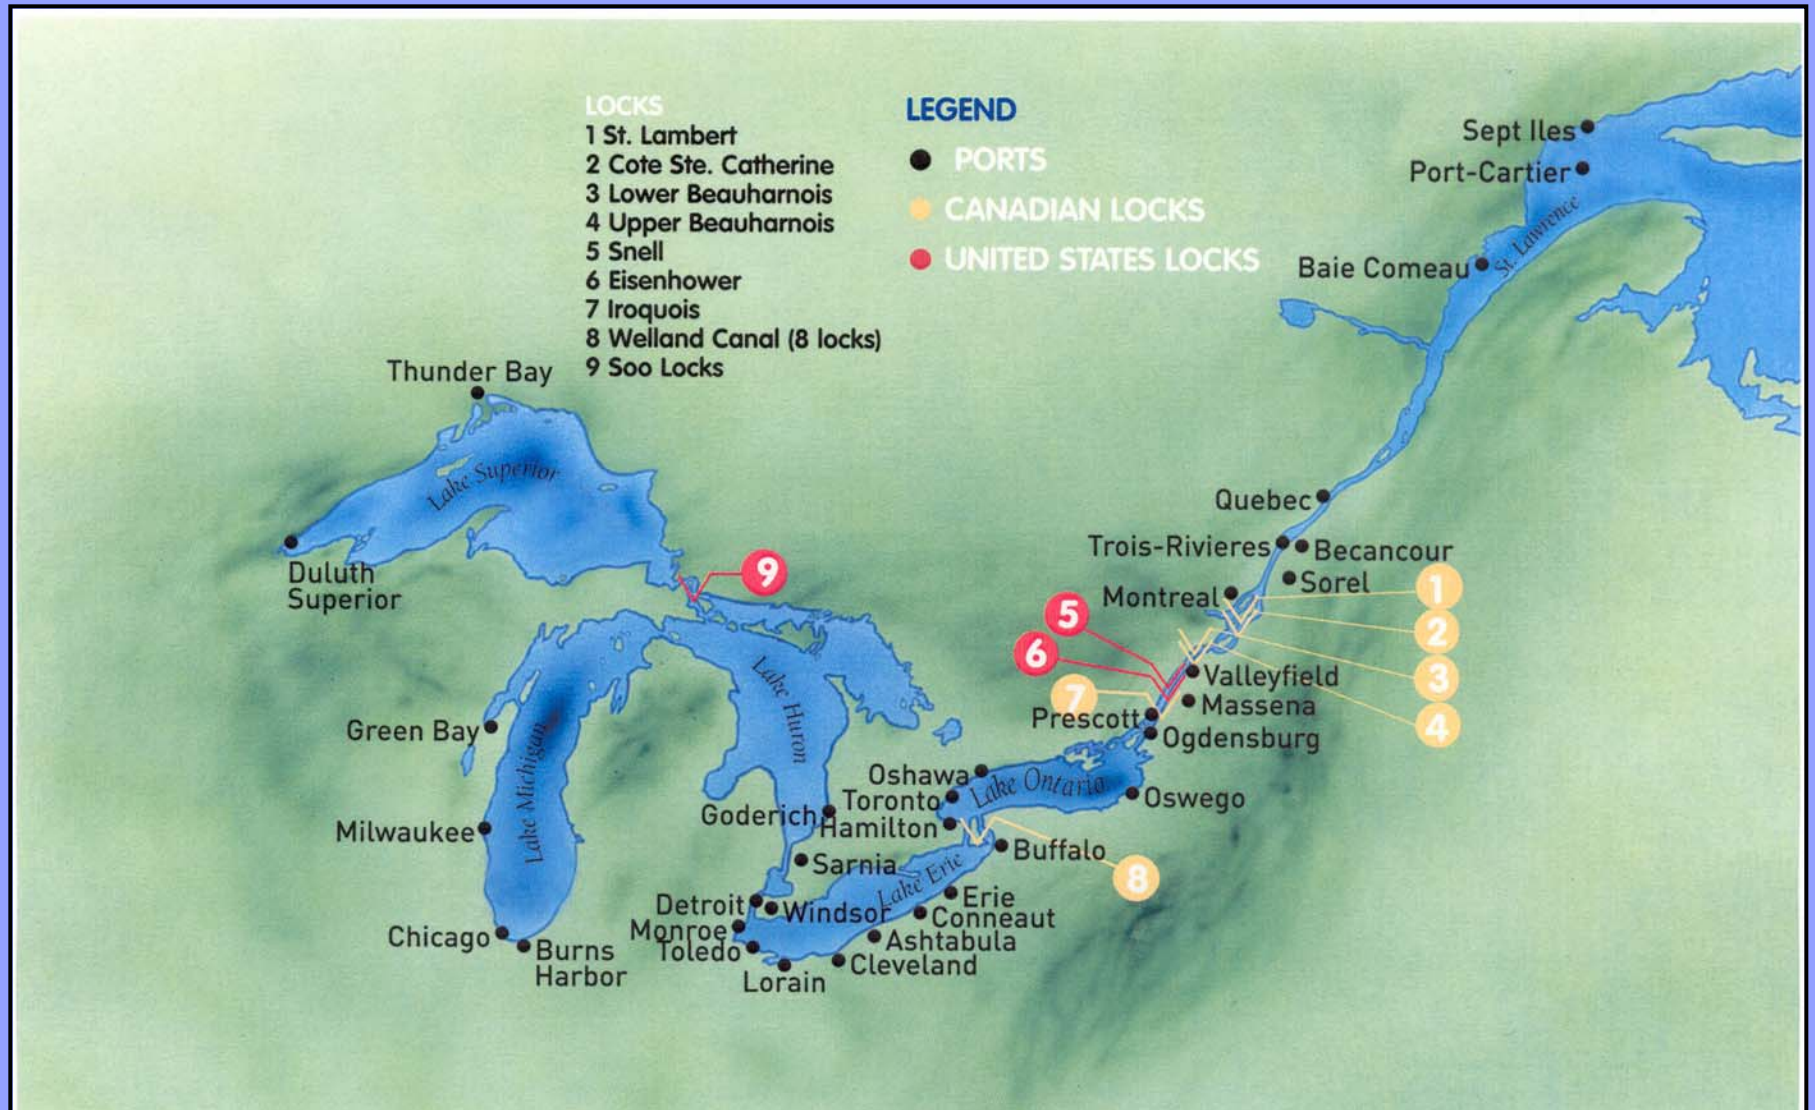 LOCKS
1 St. Lambert
2 Cote Ste. Catherine
3 Lower Beauharnois
4 Upper Beauharnois
5 Snell
6 Eisenhower
7 Iroquois
8 Welland Canal (8 locks)
9 Soo Locks
LEGEND
PORTS
CANADIAN LOCKS
UNITED STATES LOCKS
Sept Iles
Port-Cartier
St. Lawrence
Baie Comeau
Thunder Bay
Lake Superior
Duluth
Superior
9
Quebec
Trois-Rivieres
Becancour
Sorel
Montreal
1
2
3
4
5
6
7
Valleyfield
Massena
Prescott
Ogdensburg
Lake Huron
Green Bay
Lake Michigan
Oshawa
Lake Ontario
Toronto
Oswego
Goderich
Hamilton
Milwaukee
Buffalo
8
Sarnia
Lake Erie
Erie
Detroit
Windsor
Conneaut
Monroe
Ashtabula
Toledo
Cleveland
Lorain
Chicago
Burns
Harbor